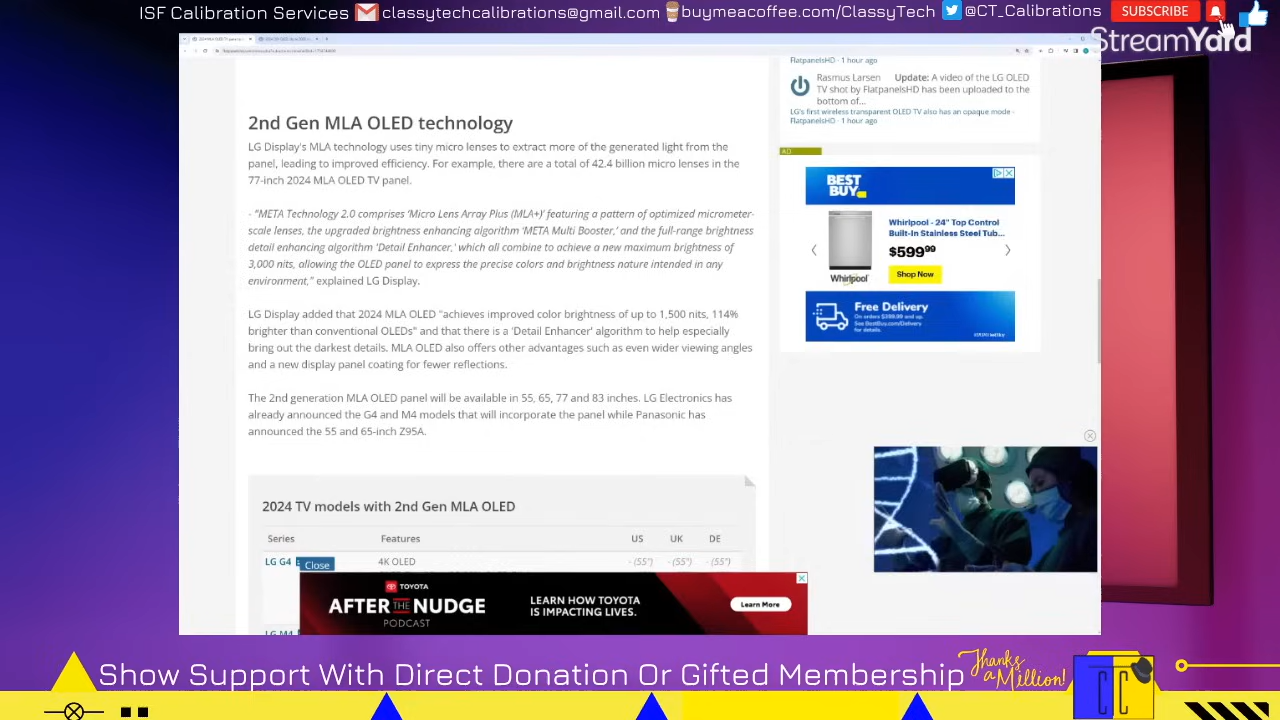 ISF Calibration Services classytechcalibrations@gmail.com buymeacoffee.com/ClassyTech @CT_Calibrations SUBSCRIBE
StreamYard
FlatpanelsHD - 1 hour ago
Rasmus Larsen Update: A video of the LG OLED
TV shot by FlatpanelsHD has been uploaded to the
bottom of...
LG's first wireless transparent OLED TV also has an opaque mode -
FlatpanelsHD · 1 hour ago
2nd Gen MLA OLED technology
LG Display's MLA technology uses tiny micro lenses to extract more of the generated light from the
panel, leading to improved efficiency. For example, there are a total of 42.4 billion micro lenses in the
77-inch 2024 MLA OLED TV panel.
- "META Technology 2.0 comprises 'Micro Lens Array Plus (MLA+)' featuring a pattern of optimized micrometer-
scale lenses, the upgraded brightness enhancing algorithm 'META Multi Booster,' and the full-range brightness
detail enhancing algorithm 'Detail Enhancer,' which all combine to achieve a new maximum brightness of
3,000 nits, allowing the OLED panel to express the precise colors and brightness nature intended in any
environment," explained LG Display.
LG Display added that 2024 MLA OLED "achieves improved color brightness of up to 1,500 nits, 114%
brighter than conventional OLEDs" and that there is a 'Detail Enhancer' algorithm to help especially
bring out the darkest details. MLA OLED also offers other advantages such as even wider viewing angles
and a new display panel coating for fewer reflections.
The 2nd generation MLA OLED panel will be available in 55, 65, 77 and 83 inches. LG Electronics has
already announced the G4 and M4 models that will incorporate the panel while Panasonic has
announced the 55 and 65-inch Z95A.
2024 TV models with 2nd Gen MLA OLED
Series Features US UK DE
LG G4 4K OLED - (55") - (55") - (55")
LG M4
AD
BEST
BUY
Whirlpool - 24" Top Control
Built-In Stainless Steel Tub...
$599⁹⁹
Whirlpool
Shop Now
Free Delivery
On orders $399.99 and up.
See BestBuy.com/Delivery
for details.
Close
TOYOTA
AFTER THE NUDGE
PODCAST
LEARN HOW TOYOTA
IS IMPACTING LIVES.
Learn More
Show Support With Direct Donation Or Gifted Membership
Thanks
a Million!
CC